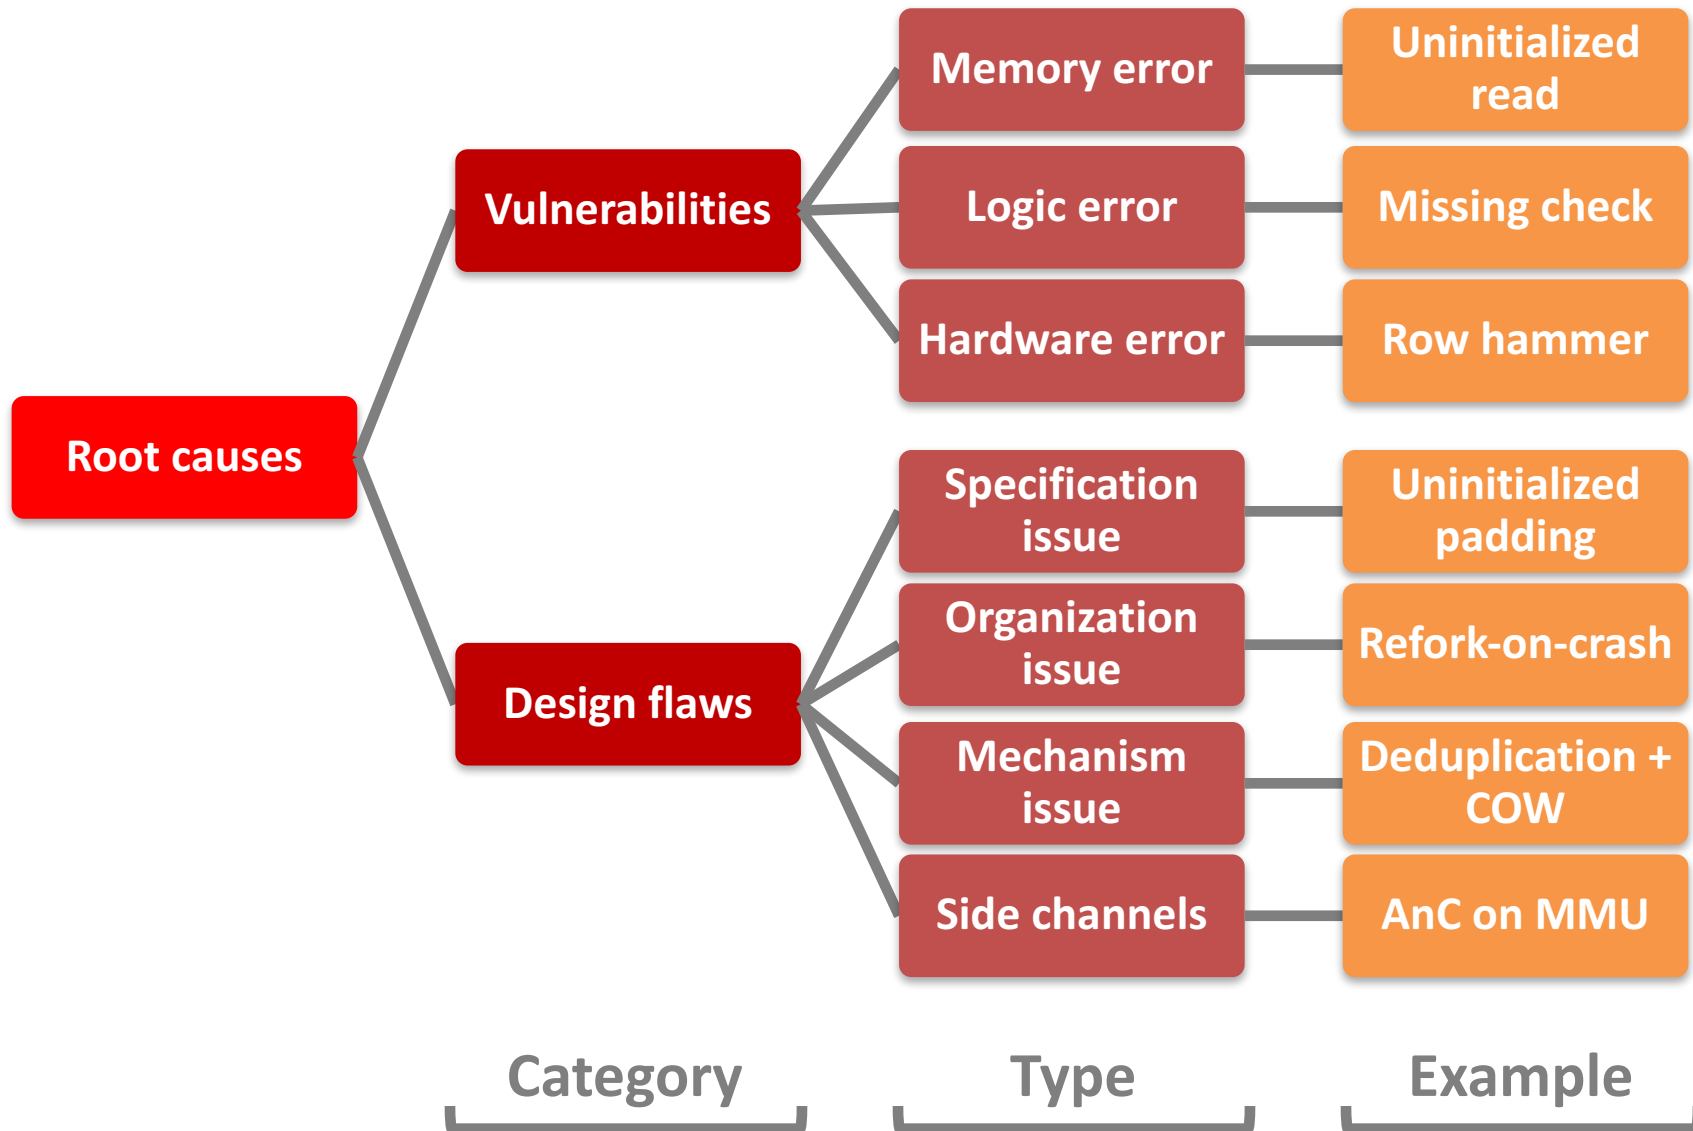 Root causes
Vulnerabilities
Memory error
Uninitialized
read
Logic error
Missing check
Hardware error
Row hammer
Design flaws
Specification
issue
Uninitialized
padding
Organization
issue
Refork-on-crash
Mechanism
issue
Deduplication +
COW
Side channels
AnC on MMU
Category
Type
Example